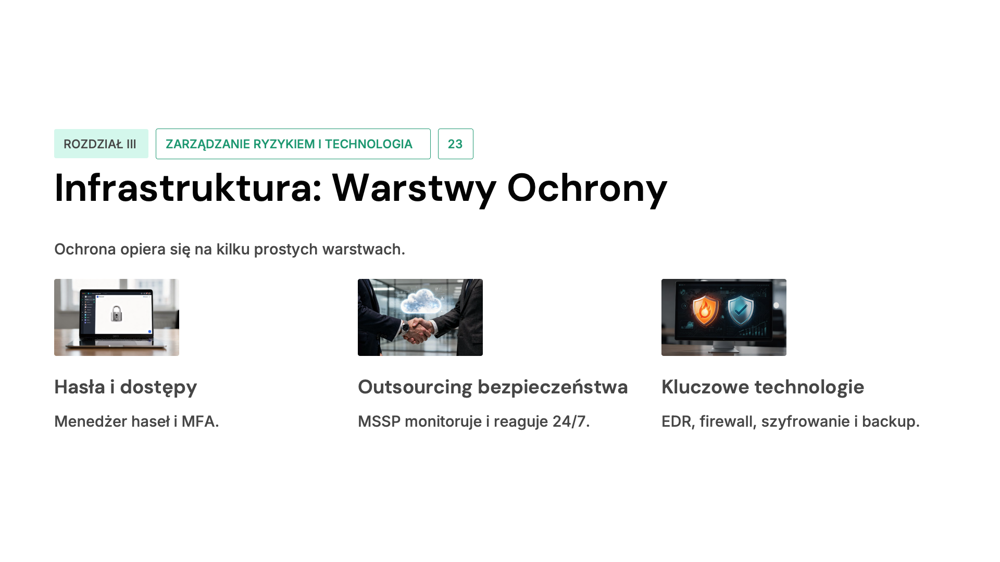 ROZDZIAŁ III
ZARZĄDZANIE RYZYKIEM I TECHNOLOGIA
23
Infrastruktura: Warstwy Ochrony
Ochrona opiera się na kilku prostych warstwach.
Hasła i dostępy
Menedżer haseł i MFA.
Outsourcing bezpieczeństwa
MSSP monitoruje i reaguje 24/7.
Kluczowe technologie
EDR, firewall, szyfrowanie i backup.